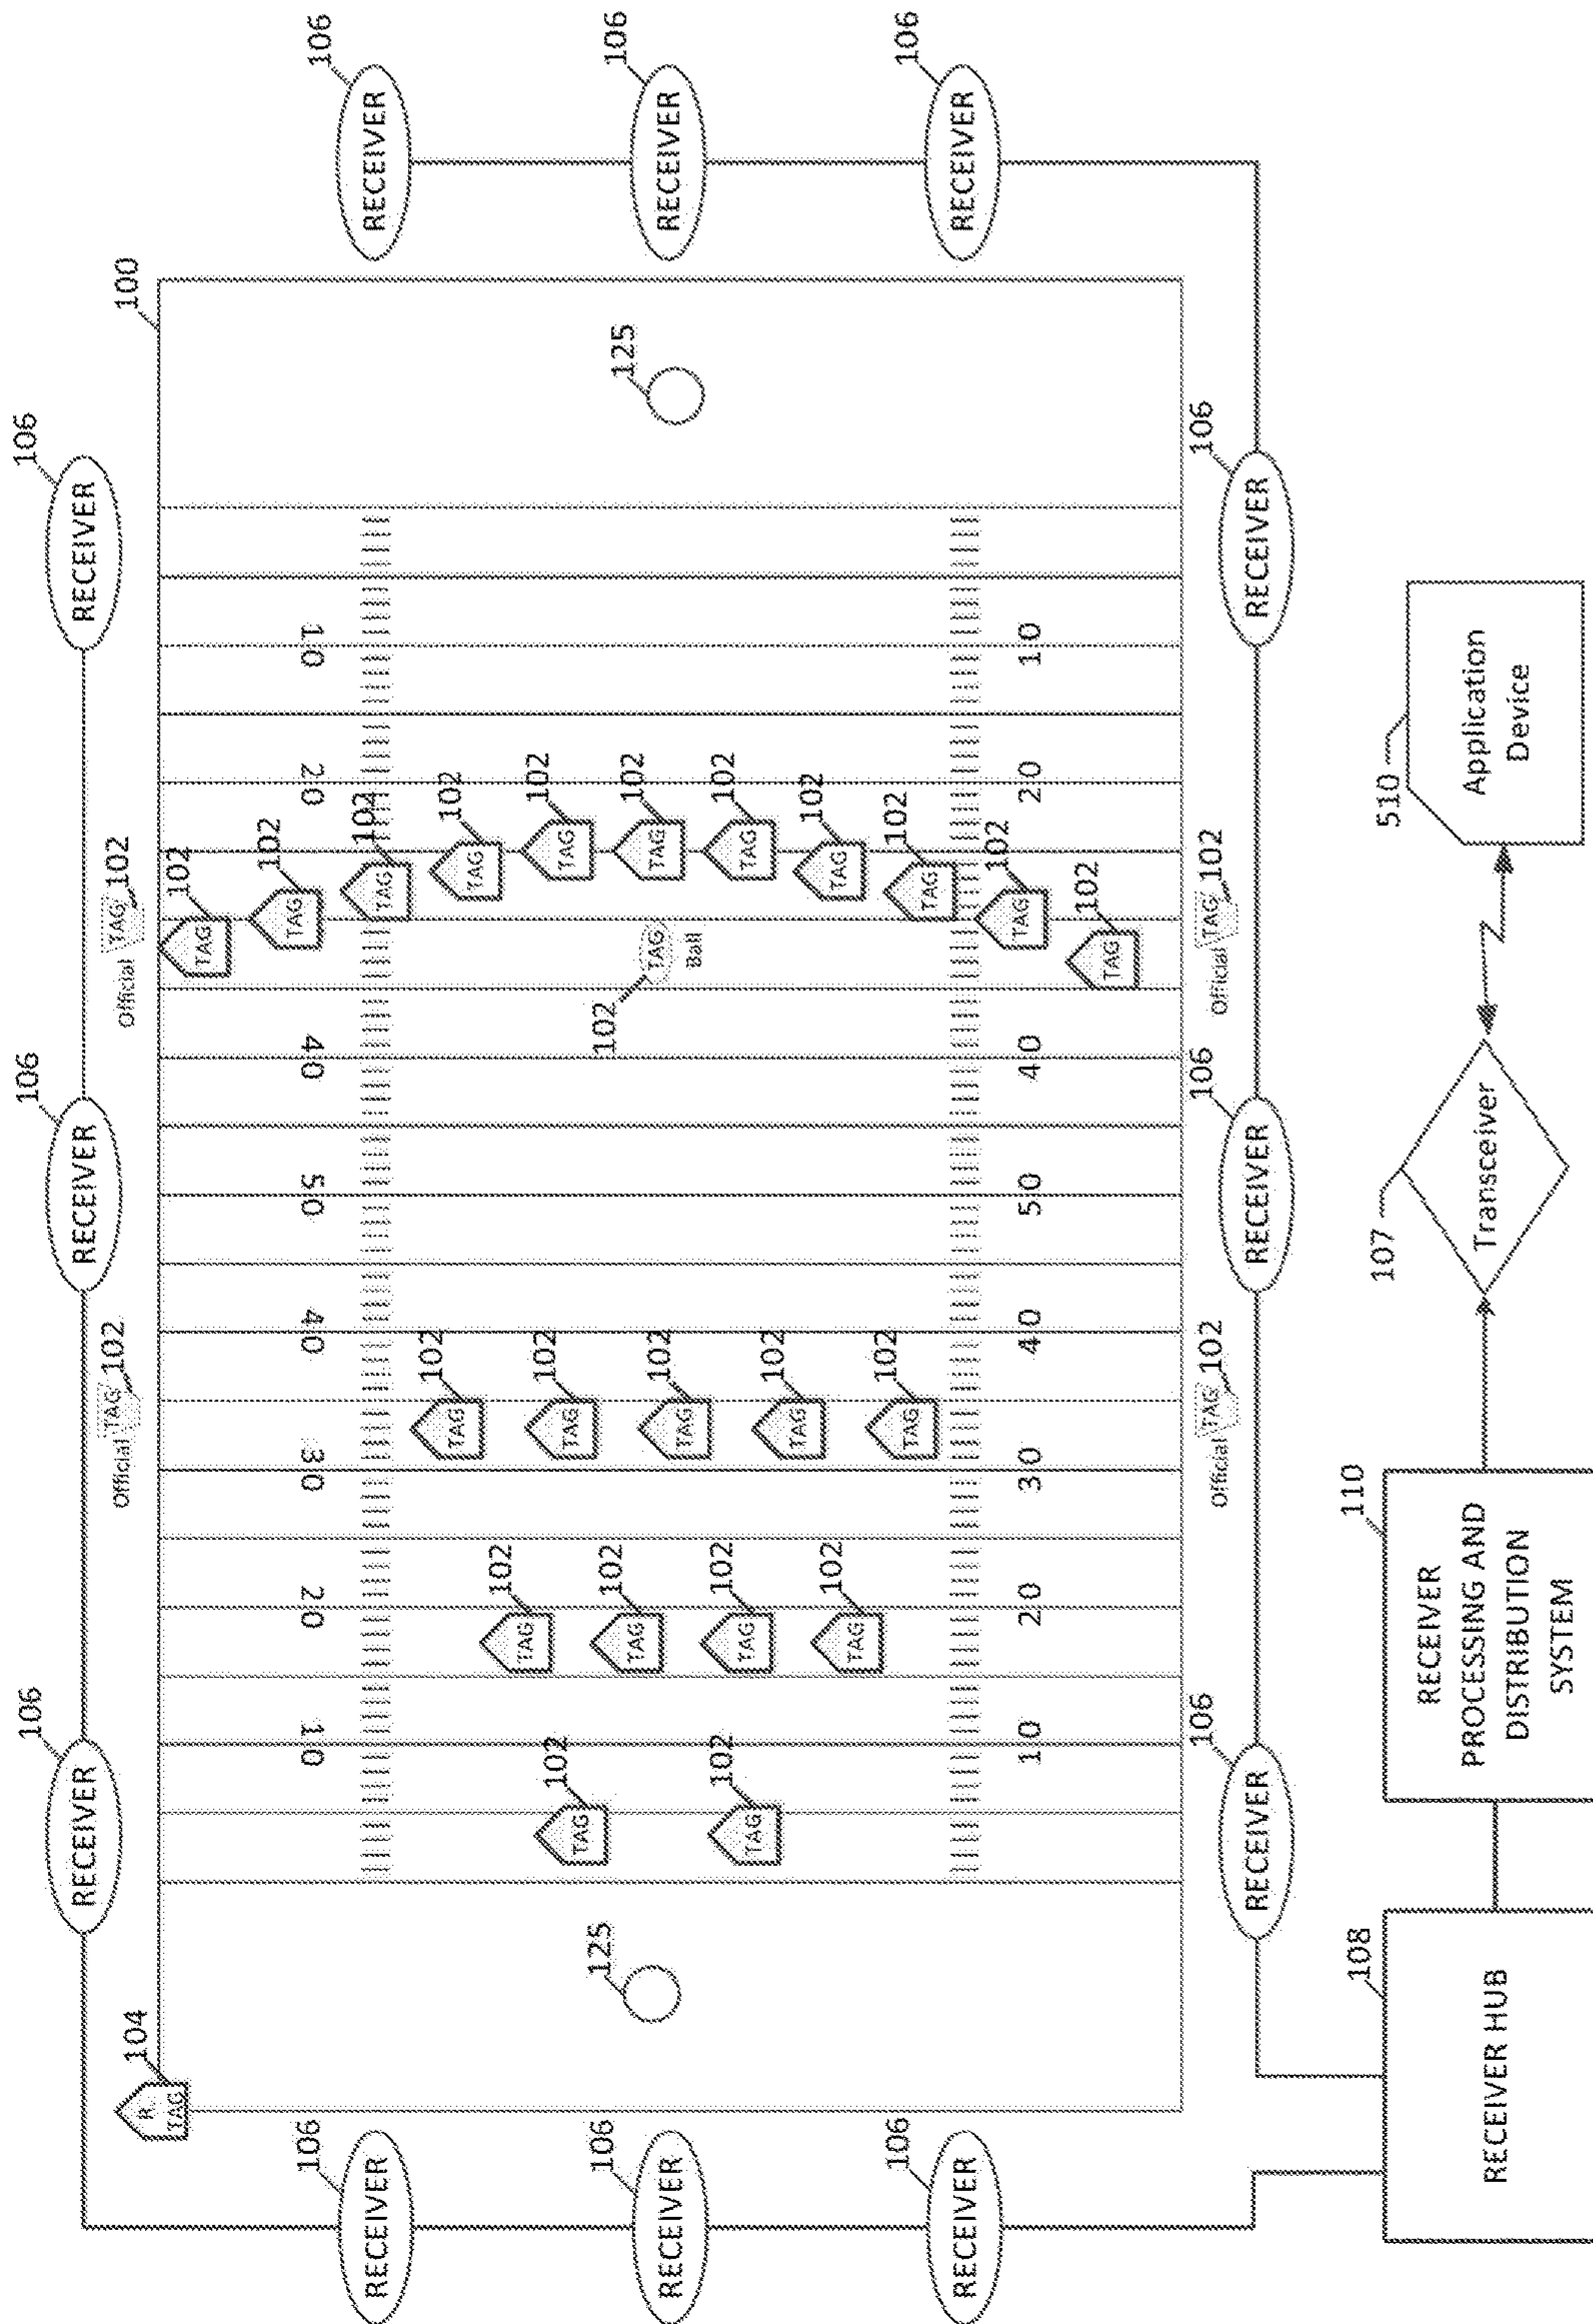 106 106 106
RECEIVER RECEIVER RECEIVER
104 Official TAG 102 Official TAG 102 100
R TAG
102
TAG
102
TAG
106 10 20 30 40 50 40 20 10 106
102
RECEIVER TAG RECEIVER
102 102
TAG TAG
102
TAG
102 102
TAG TAG
102
TAG
106 125 102 125 106
102 102
TAG TAG
102
RECEIVER TAG TAG RECEIVER
Ball
102 102 102
TAG TAG TAG
102
TAG
102 102
TAG TAG
102 102
TAG TAG
106 106
RECEIVER RECEIVER
102
TAG
10 20 30 40 50 40 20 10
102
TAG
106 Official TAG 102 106 Official TAG 102 106
RECEIVER RECEIVER RECEIVER
108 110 107 510
RECEIVER HUB
RECEIVER
PROCESSING AND
DISTRIBUTION
SYSTEM
Transceiver
Application
Device